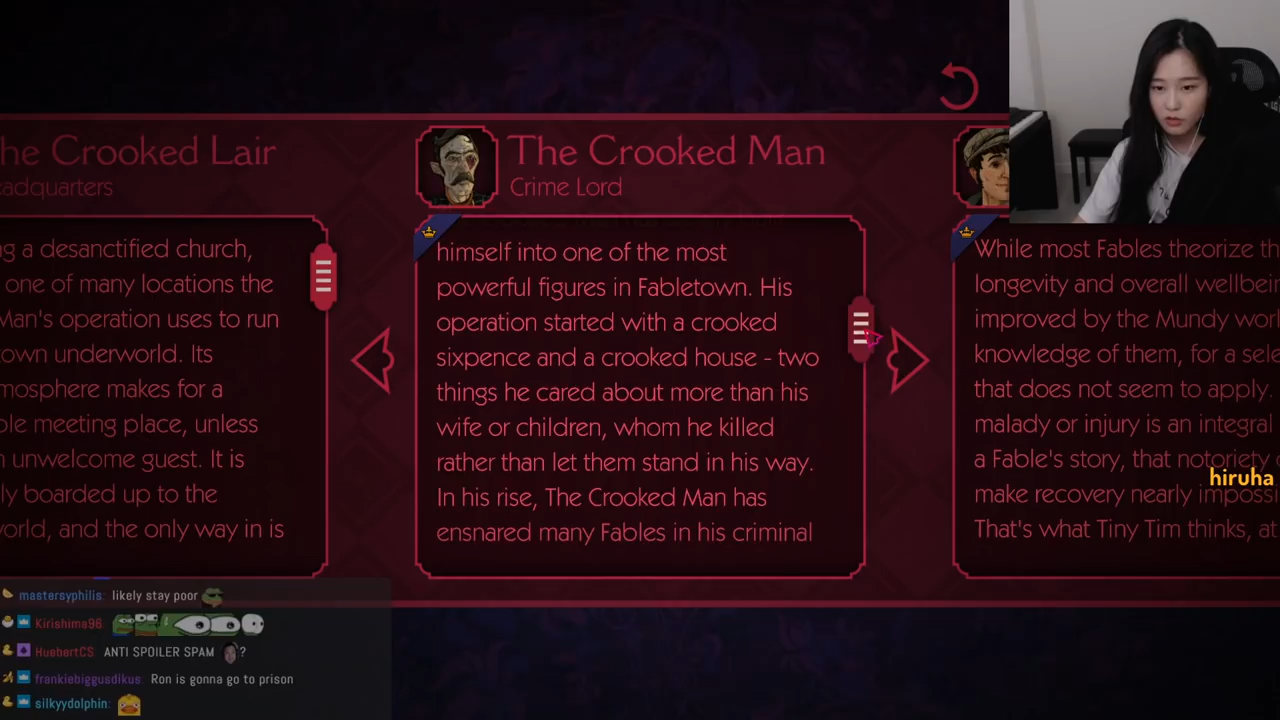 he Crooked Lair
eadquarters
ng a desanctified church,
one of many locations the
Man's operation uses to run
town underworld. Its
mosphere makes for a
ble meeting place, unless
n unwelcome guest. It is
ly boarded up to the
world, and the only way in is
The Crooked Man
Crime Lord
himself into one of the most
powerful figures in Fabletown. His
operation started with a crooked
sixpence and a crooked house - two
things he cared about more than his
wife or children, whom he killed
rather than let them stand in his way.
In his rise, The Crooked Man has
ensnared many Fables in his criminal
While most Fables theorize th
longevity and overall wellbein
improved by the Mundy wor
knowledge of them, for a sele
that does not seem to apply.
malady or injury is an integral
a Fable's story, that notoriety
make recovery nearly imposs
That's what Tiny Tim thinks, at
hiruha
mastersyphilis: likely stay poor
Kirishima96:
HuebertCS: ANTI SPOILER SPAM ?
frankiebiggusdikus: Ron is gonna go to prison
silkyydolphin: